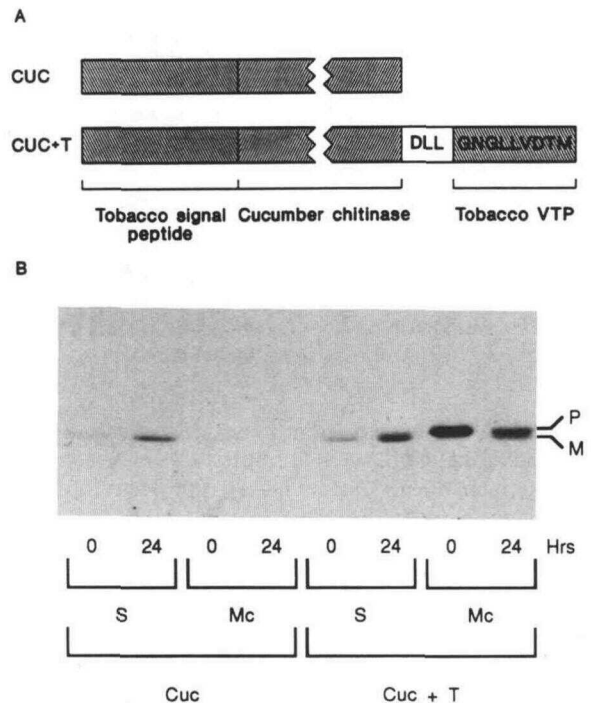 A
CUC
CUC+T
DLL
GNGLLVDTM
Tobacco signal peptide
Cucumber chitinase
Tobacco VTP
B
P
M
0 24 0 24 0 24 0 24 Hrs
S Mc S Mc
Cuc Cuc + T